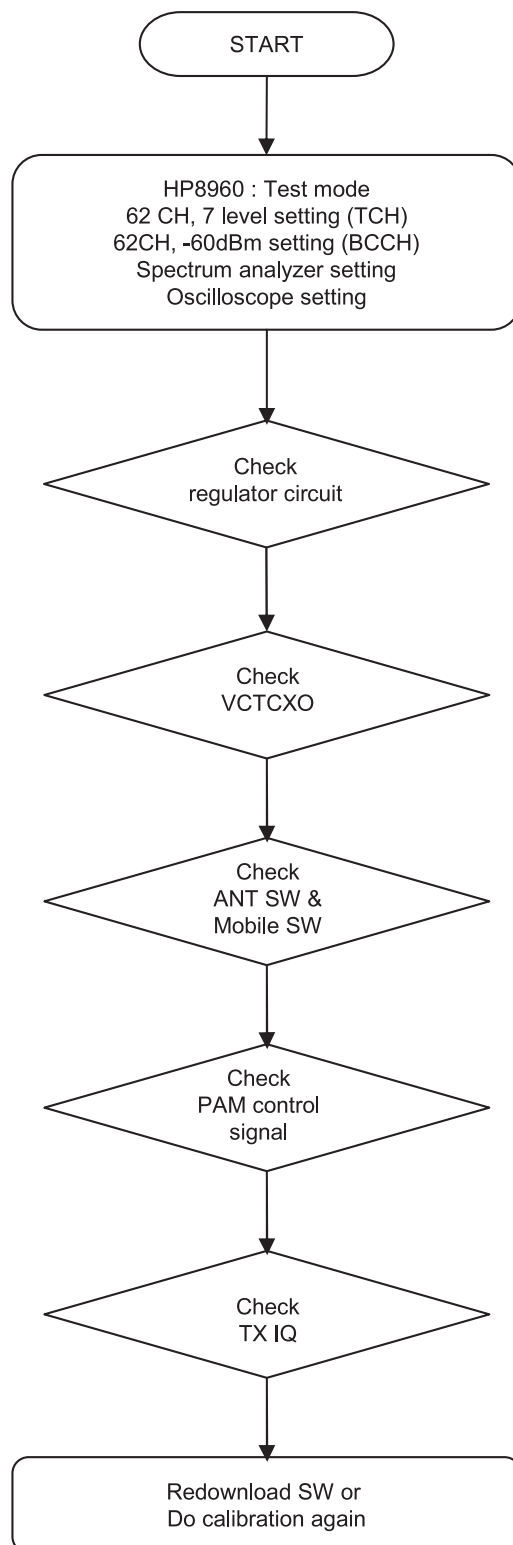 START
HP8960 : Test mode
62 CH, 7 level setting (TCH)
62CH, -60dBm setting (BCCH)
Spectrum analyzer setting
Oscilloscope setting
Check
regulator circuit
Check
VCTCXO
Check
ANT SW &
Mobile SW
Check
PAM control
signal
Check
TX IQ
Redownload SW or
Do calibration again